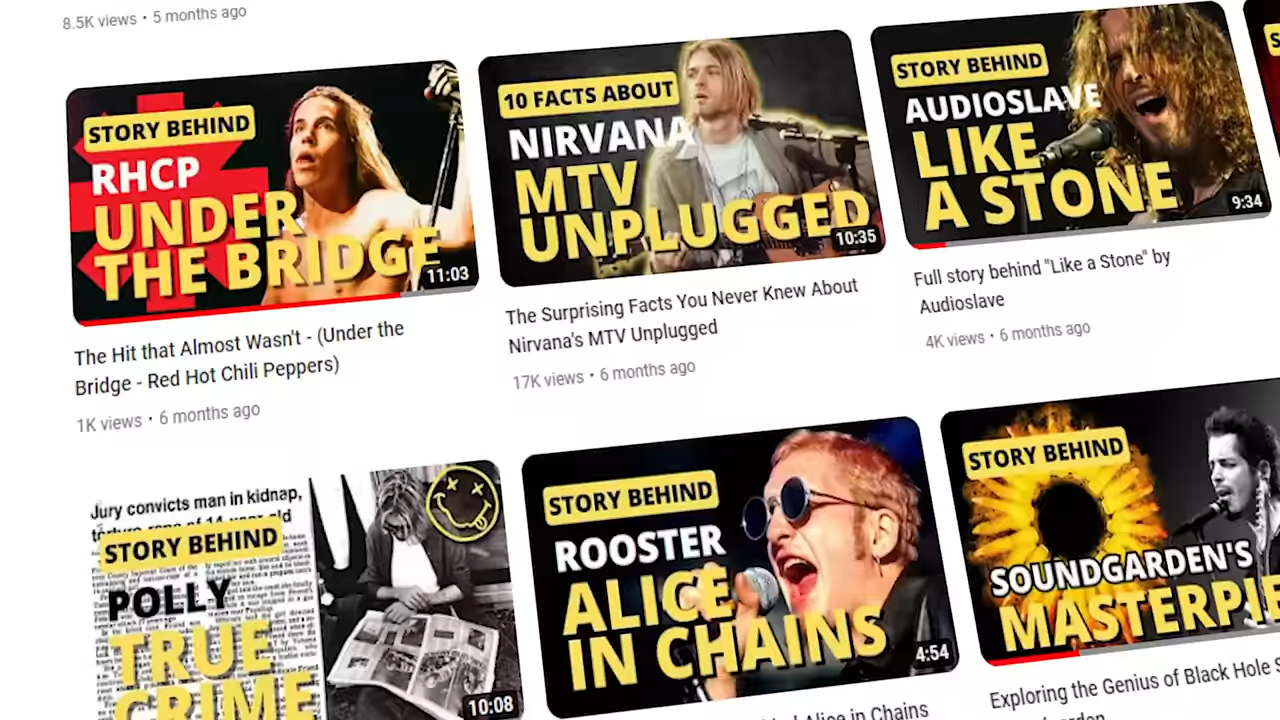 8.5K views • 5 months ago
STORY BEHIND
RHCP
UNDER
THE BRIDGE
11:03
The Hit that Almost Wasn't - (Under the
Bridge - Red Hot Chili Peppers)
1K views • 6 months ago
10 FACTS ABOUT
NIRVANA
MTV
UNPLUGGED
10:35
The Surprising Facts You Never Knew About
Nirvana's MTV Unplugged
17K views • 6 months ago
STORY BEHIND
AUDIOSLAVE
LIKE
A STONE
9:34
Full story behind "Like a Stone" by
Audioslave
4K views • 6 months ago
Jury convicts man in kidnap,
STORY BEHIND
POLLY
TRUE
CRIME
10:08
STORY BEHIND
ROOSTER
ALICE
IN CHAINS
4:54
Alice in Chains
STORY BEHIND
SOUNDGARDEN'S
MASTERPIE
Exploring the Genius of Black Hole S